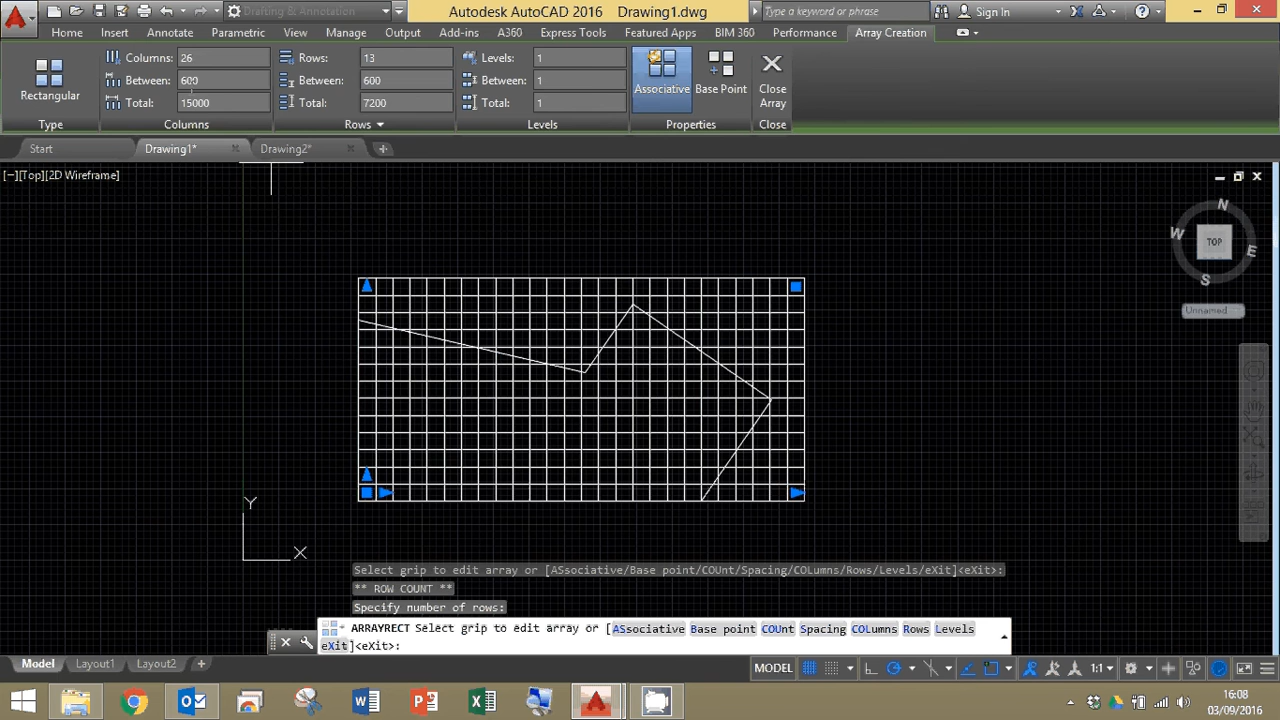 Drafting & Annotation
Autodesk AutoCAD 2016 Drawing1.dwg
Type a keyword or phrase
Sign In
Home Insert Annotate Parametric View Manage Output Add-ins A360 Express Tools Featured Apps BIM 360 Performance Array Creation
Columns: 26 Rows: 13 Levels: 1
Between: 600 Between: 600 Between: 1
Total: 15000 Total: 7200 Total: 1
Rectangular Associative Base Point Close Array
Type Columns Rows Levels Properties Close
Start Drawing1* Drawing2*
[−][Top][2D Wireframe]
N
W TOP E
S
Unnamed
Y
X
Select grip to edit array or [ASsociative/Base point/COUnt/Spacing/COLumns/Rows/Levels/eXit]<eXit>:
** ROW COUNT **
Specify number of rows:
ARRAYRECT Select grip to edit array or [ASsociative Base point COUnt Spacing COLumns Rows Levels
eXit]<eXit>:
Model Layout1 Layout2 MODEL 1:1
16:08
03/09/2016